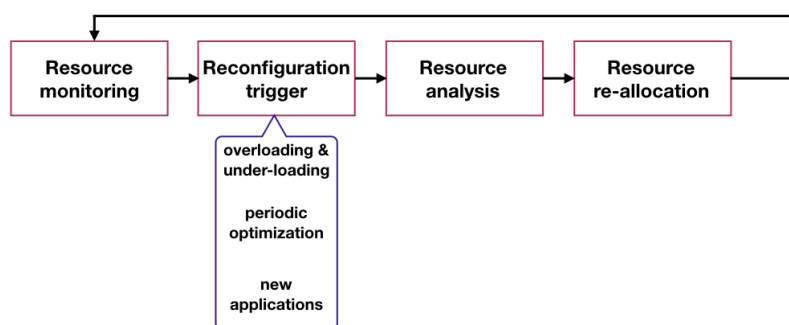 Resource
monitoring
Reconfiguration
trigger
Resource
analysis
Resource
re-allocation
overloading &
under-loading
periodic
optimization
new
applications